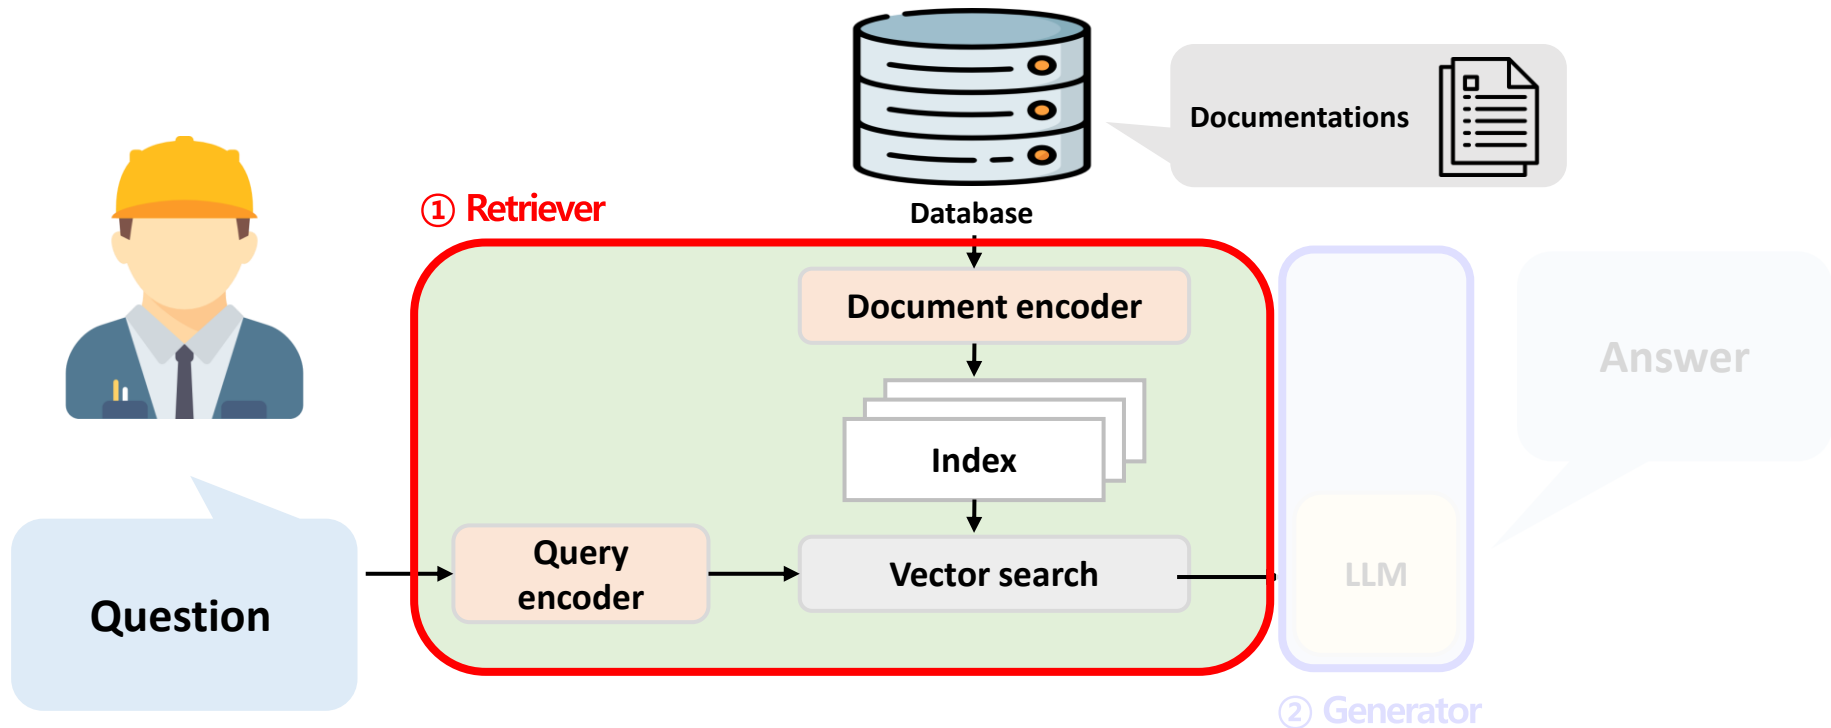 Documentations
① Retriever
Database
Document encoder
Answer
Index
Query
encoder
Vector search
LLM
Question
② Generator